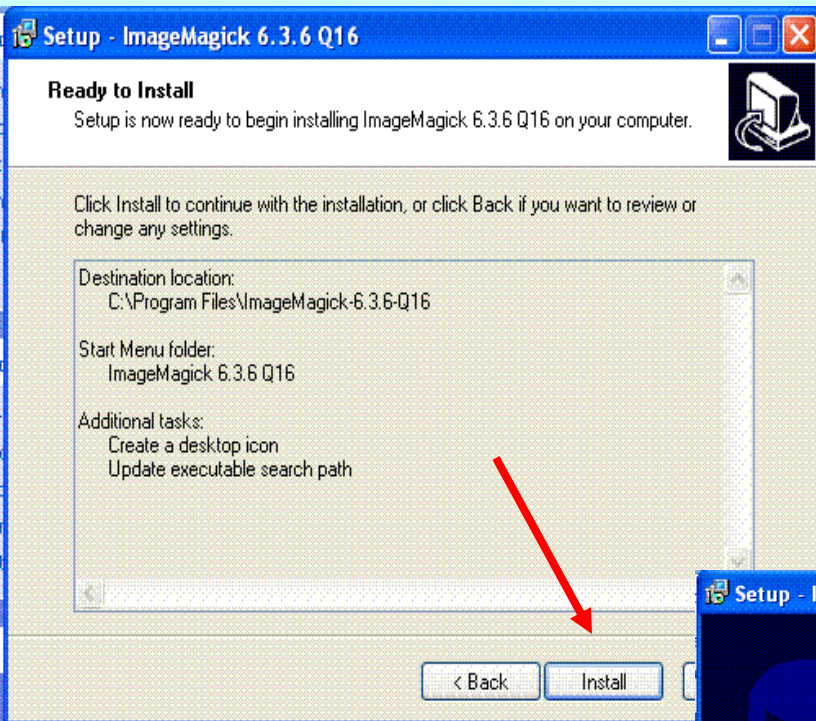 Setup - ImageMagick 6.3.6 Q16
Ready to Install
Setup is now ready to begin installing ImageMagick 6.3.6 Q16 on your computer.
Click Install to continue with the installation, or click Back if you want to review or
change any settings.
Destination location:
C:\Program Files\ImageMagick-6.3.6-Q16
Start Menu folder:
ImageMagick 6.3.6 Q16
Additional tasks:
Create a desktop icon
Update executable search path
Setup -
< Back
Install